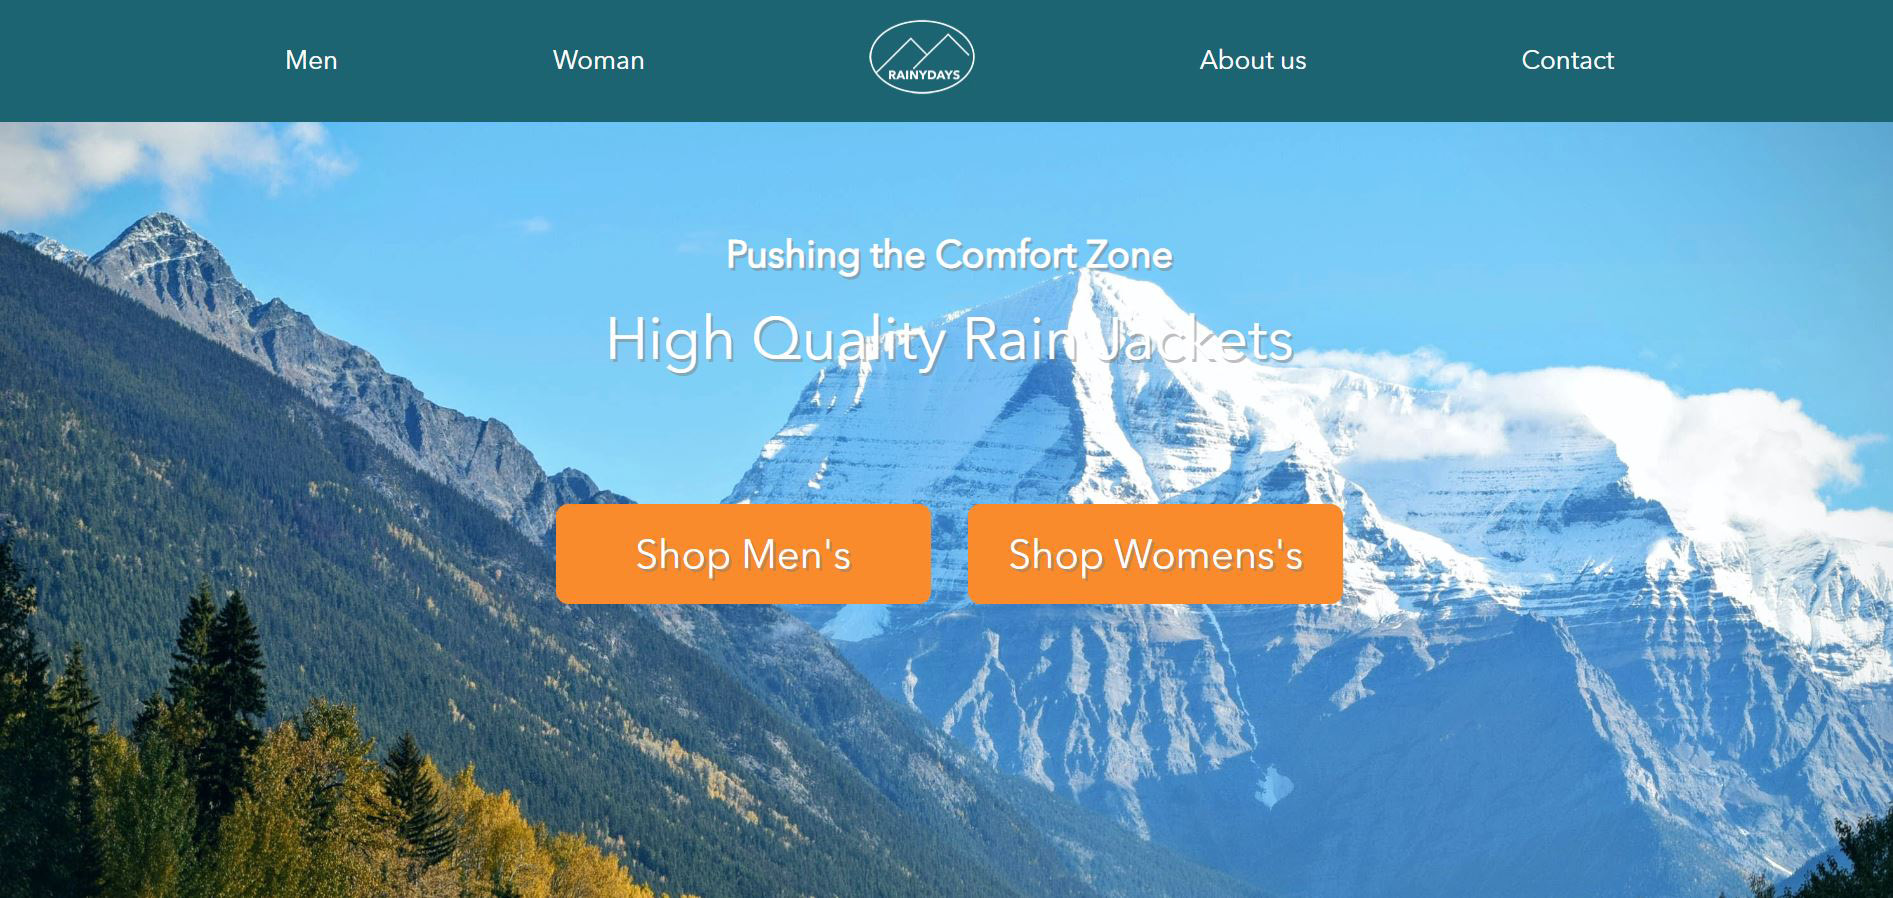 Men
Woman
RAINYDAYS
About us
Contact
Pushing the Comfort Zone
High Quality Rain Jackets
Shop Men's
Shop Womens's